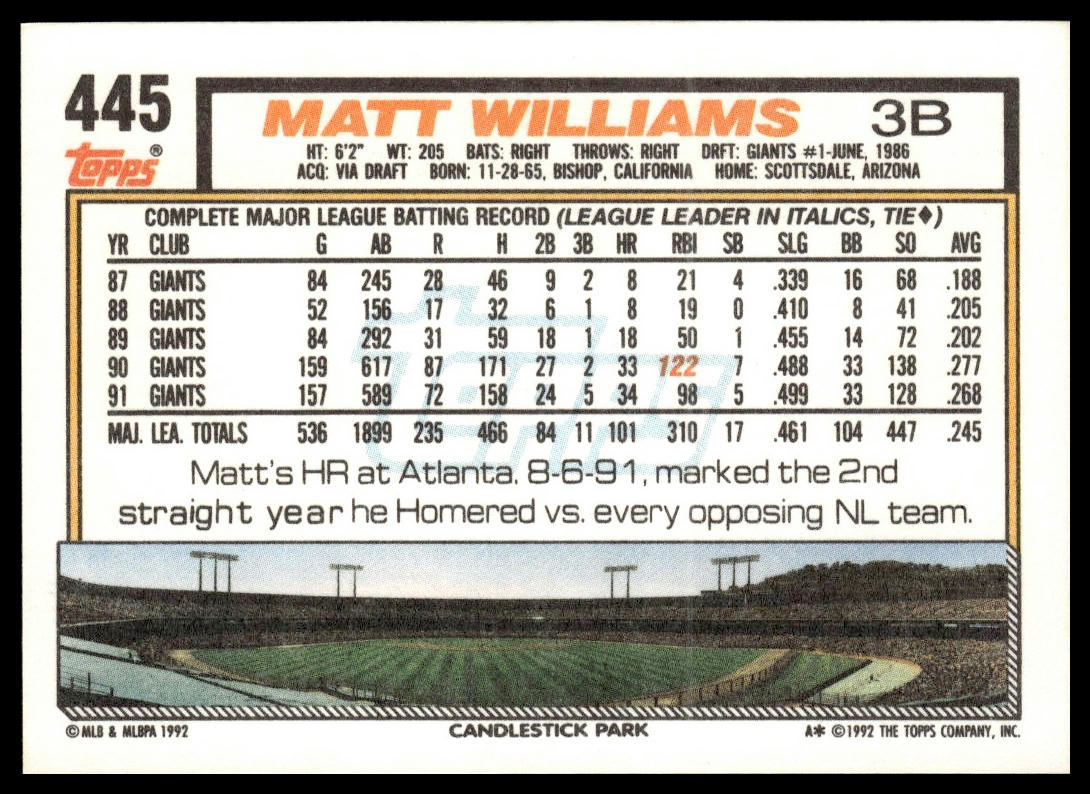 445
topps®
MATT WILLIAMS 3B
HT: 6'2" WT: 205 BATS: RIGHT THROWS: RIGHT DRFT: GIANTS #1-JUNE, 1986
ACQ: VIA DRAFT BORN: 11-28-65, BISHOP, CALIFORNIA HOME: SCOTTSDALE, ARIZONA
COMPLETE MAJOR LEAGUE BATTING RECORD (LEAGUE LEADER IN ITALICS, TIE♦)
YR CLUB G AB R H 2B 3B HR RBI SB SLG BB SO AVG
87 GIANTS 84 245 28 46 9 2 8 21 4 .339 16 68 .188
88 GIANTS 52 156 17 32 6 1 8 19 0 .410 8 41 .205
89 GIANTS 84 292 31 59 18 1 18 50 1 .455 14 72 .202
90 GIANTS 159 617 87 171 27 2 33 122 7 .488 33 138 .277
91 GIANTS 157 589 72 158 24 5 34 98 5 .499 33 128 .268
MAJ. LEA. TOTALS 536 1899 235 466 84 11 101 310 17 .461 104 447 .245
topps
Matt's HR at Atlanta, 8-6-91, marked the 2nd
straight year he Homered vs. every opposing NL team.
©MLB & MLBPA 1992 CANDLESTICK PARK A* ©1992 THE TOPPS COMPANY, INC.